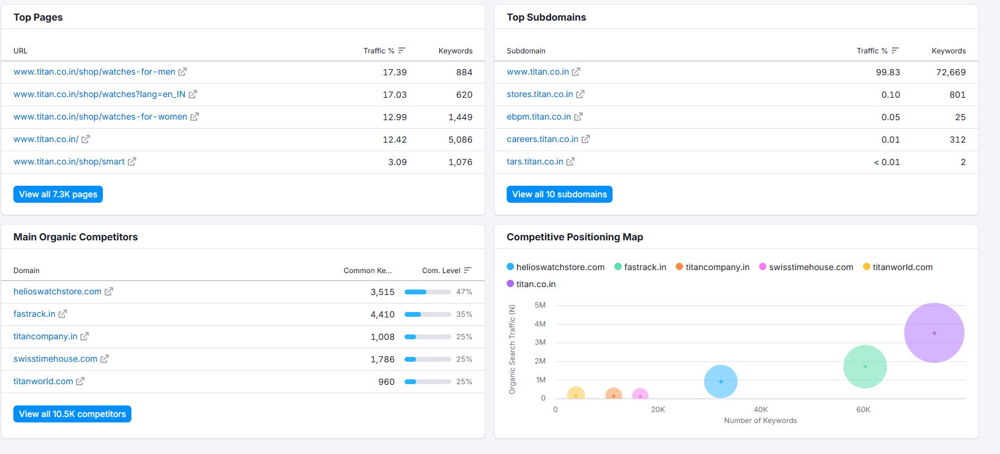 Top Pages
URL Traffic % Keywords
www.titan.co.in/shop/watches-for-men 17.39 884
www.titan.co.in/shop/watches?lang=en_IN 17.03 620
www.titan.co.in/shop/watches-for-women 12.99 1,449
www.titan.co.in/ 12.42 5,086
www.titan.co.in/shop/smart 3.09 1,076
View all 7.3K pages
Top Subdomains
Subdomain Traffic % Keywords
www.titan.co.in 99.83 72,669
stores.titan.co.in 0.10 801
ebpm.titan.co.in 0.05 25
careers.titan.co.in 0.01 312
tars.titan.co.in < 0.01 2
View all 10 subdomains
Main Organic Competitors
Domain Common Ke... Com. Level
helioswatchstore.com 3,515 47%
fastrack.in 4,410 35%
titancompany.in 1,008 25%
swisstimehouse.com 1,786 25%
titanworld.com 960 25%
View all 10.5K competitors
Competitive Positioning Map
helioswatchstore.com fastrack.in titancompany.in swisstimehouse.com titanworld.com
titan.co.in
Organic Search Traffic (N)
5M
4M
3M
2M
1M
0
0 20K 40K 60K
Number of Keywords